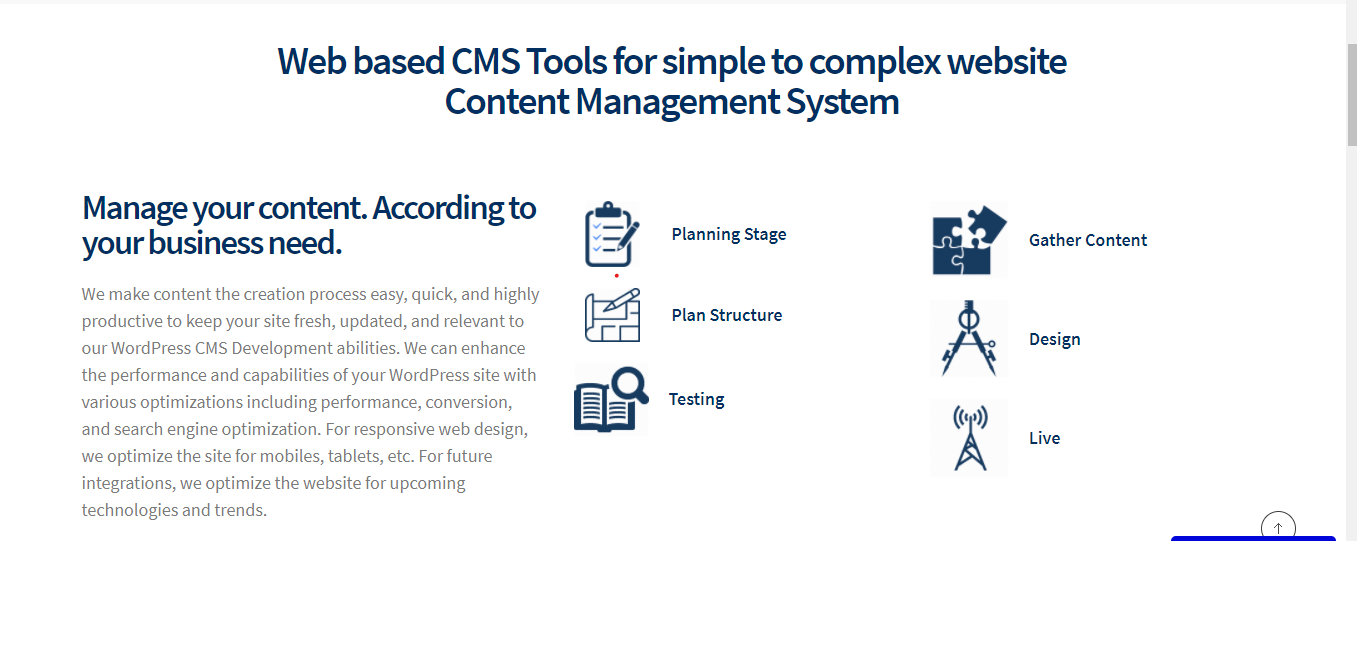 Web based CMS Tools for simple to complex website
Content Management System
Manage your content. According to
your business need.
We make content the creation process easy, quick, and highly
productive to keep your site fresh, updated, and relevant to
our WordPress CMS Development abilities. We can enhance
the performance and capabilities of your WordPress site with
various optimizations including performance, conversion,
and search engine optimization. For responsive web design,
we optimize the site for mobiles, tablets, etc. For future
integrations, we optimize the website for upcoming
technologies and trends.
Planning Stage
Plan Structure
Testing
Gather Content
Design
Live